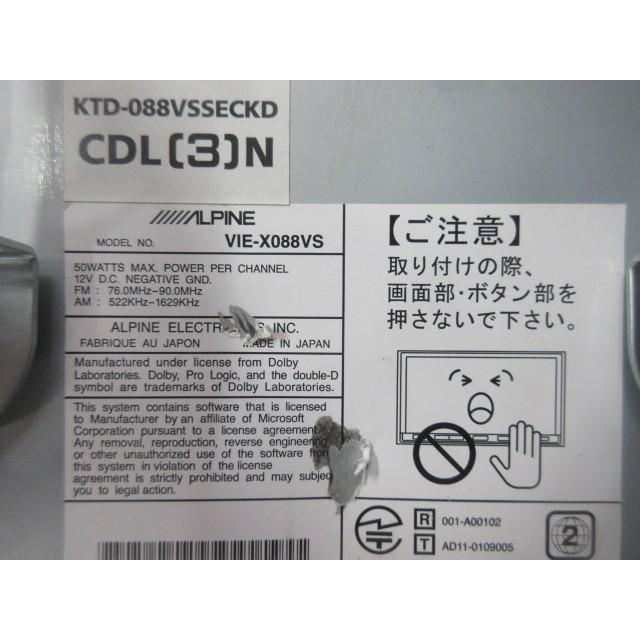 KTD-088VSSECKD
CDL(3)N
ALPINE
MODEL NO. VIE-X088VS
50WATTS MAX. POWER PER CHANNEL
12V D.C. NEGATIVE GND.
FM : 76.0MHz-90.0MHz
AM : 522KHz-1629KHz
ALPINE INC.
FABRIQUE AU JAPON IN JAPAN
Manufactured under license from Dolby
Laboratories. Dolby, Pro Logic, and the double-D
symbol are trademarks of Dolby Laboratories.
This system contains software that is licensed
to Manufacturer by an affiliate of Microsoft
Corporation pursuant to a license agreement.
Any removal, reproduction, reverse engineering
or other unauthorized use of the software
this system in violation of the license
agreement is strictly prohibited and may
you to legal action.
【ご注意】
取り付けの際、
画面部・ボタン部を
押さないで下さい。
R 001-A00102
T AD11-0109005
2